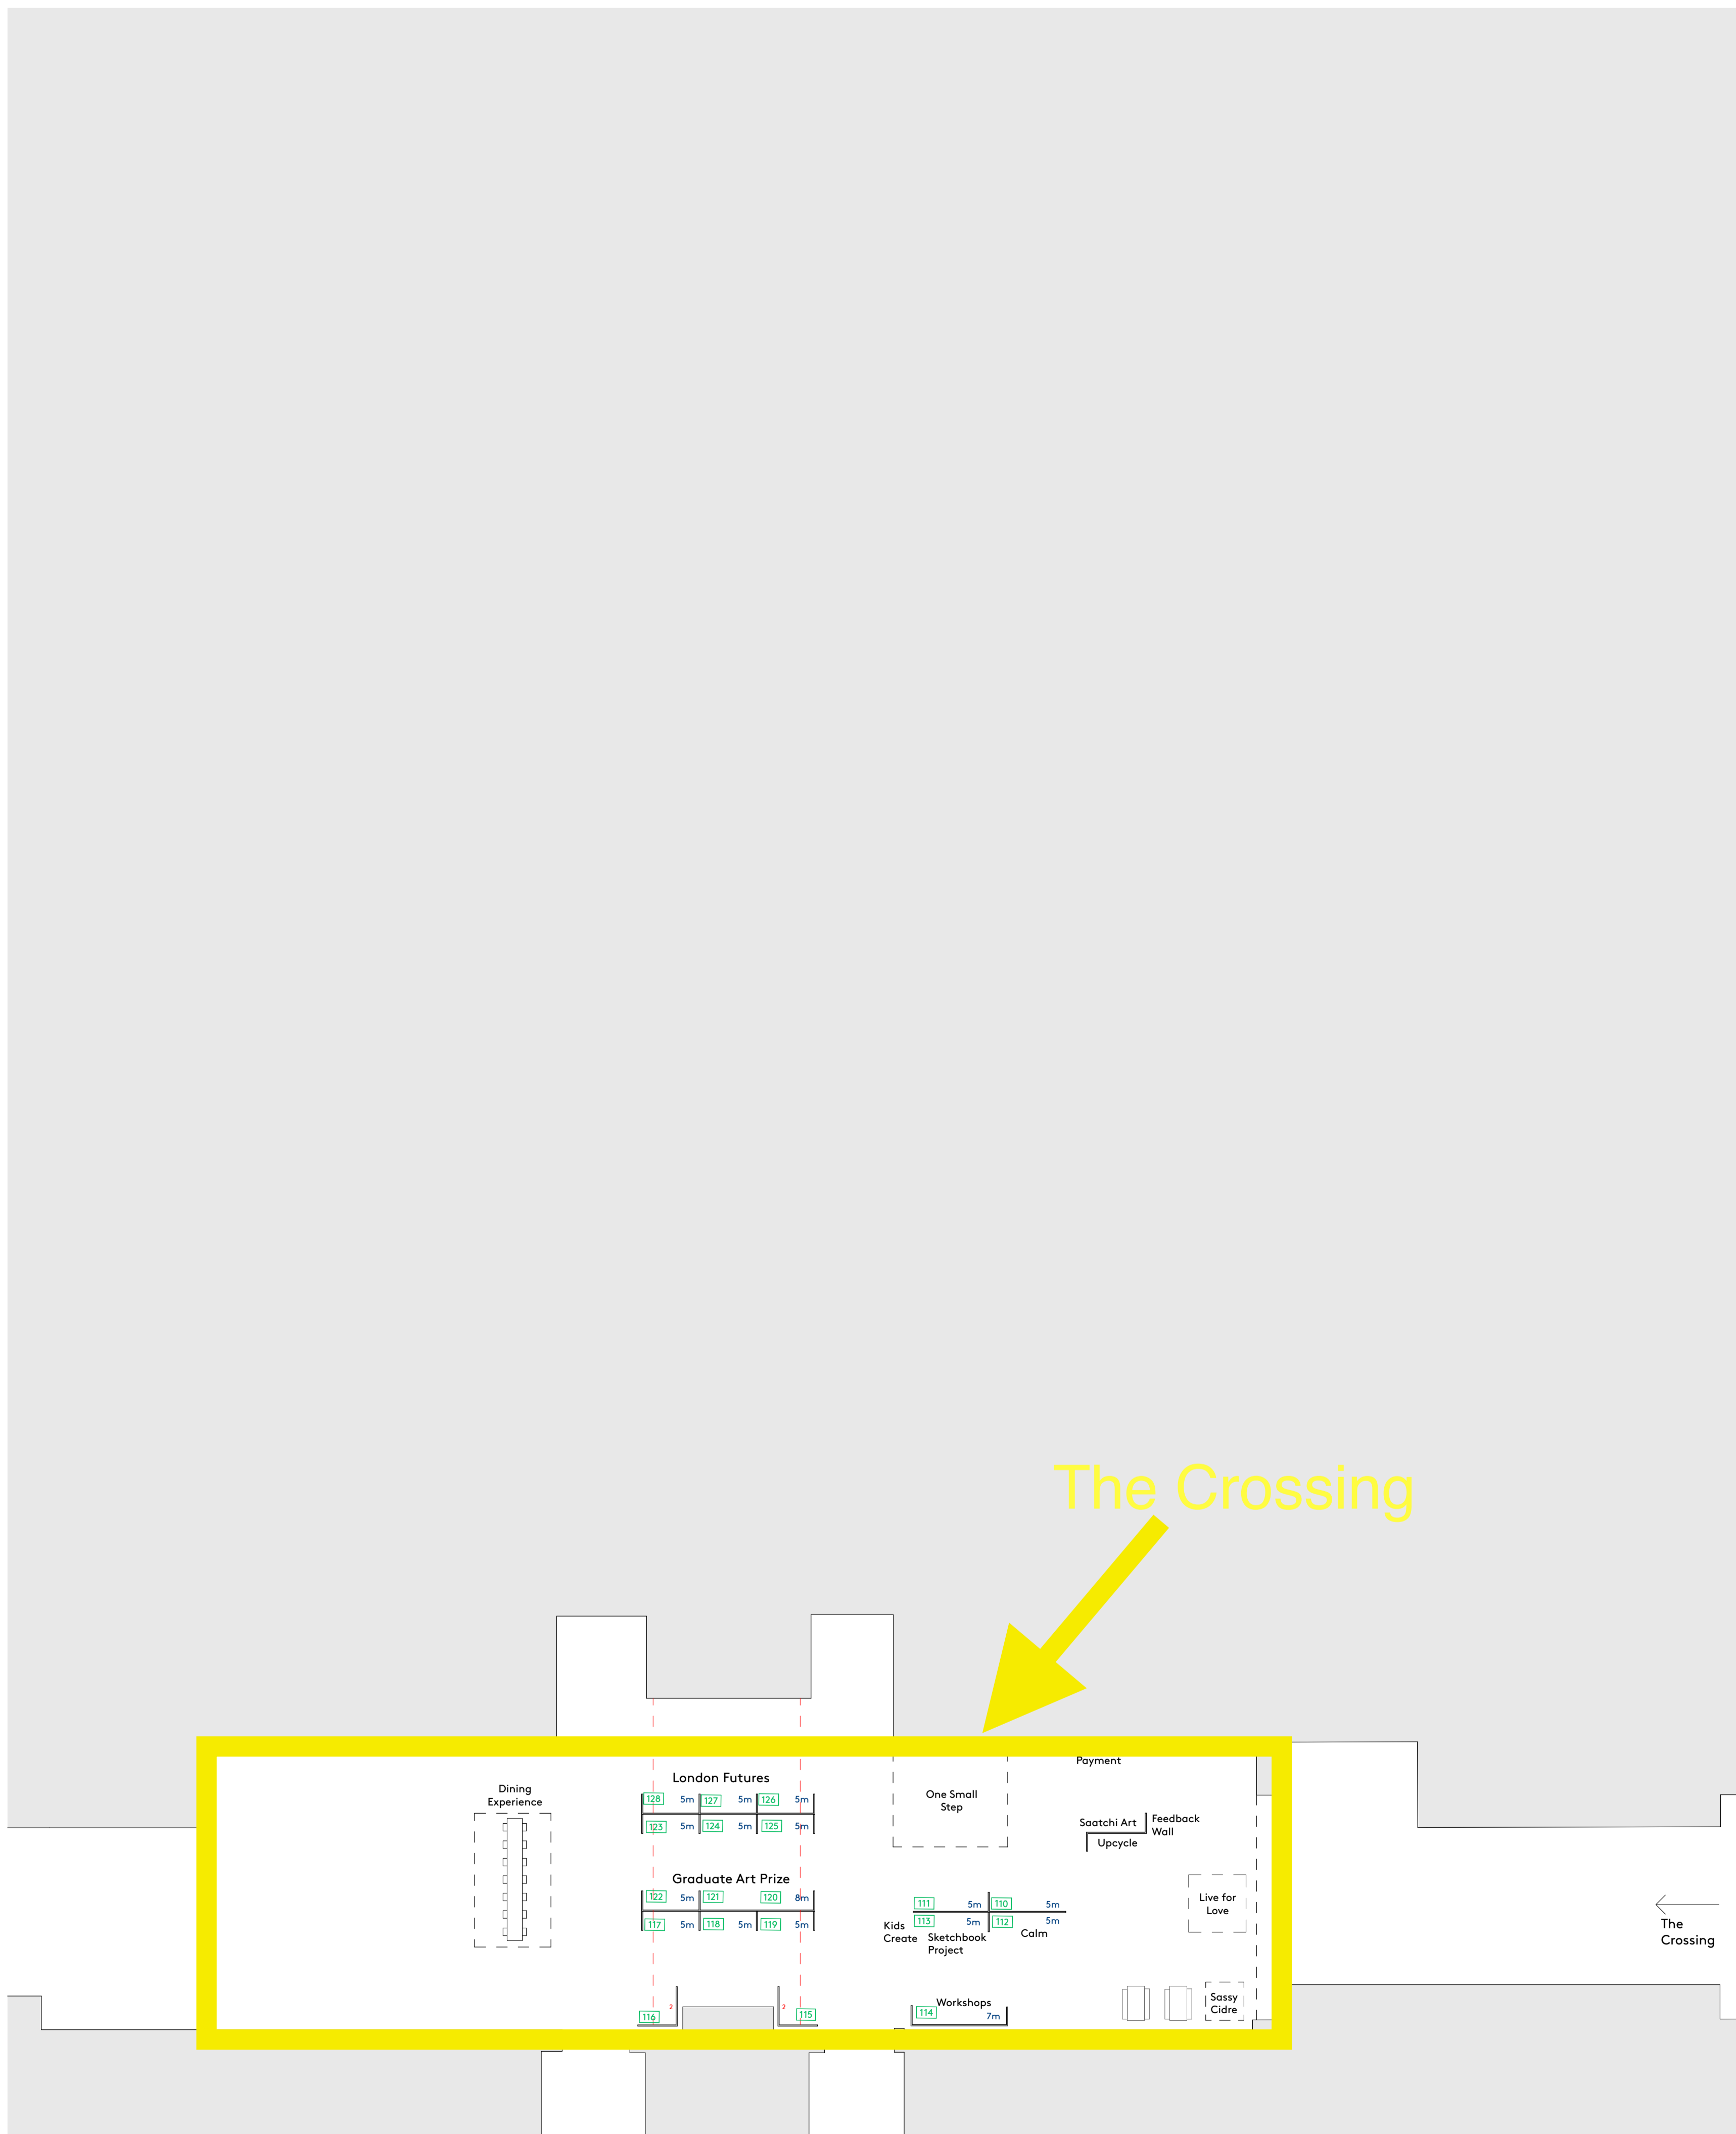 The Crossing
Payment
London Futures
Dining
Experience
One Small
Step
128 5m 127 5m 126 5m
123 5m 124 5m 125 5m
Saatchi Art
Feedback
Wall
Upcycle
Graduate Art Prize
122 5m 121 120 8m
117 5m 118 5m 119 5m
111 5m 110 5m
113 5m 112 5m
Kids
Create
Sketchbook
Project
Calm
Live for
Love
The
Crossing
116 2
2 115
Workshops
114 7m
Sassy
Cidre